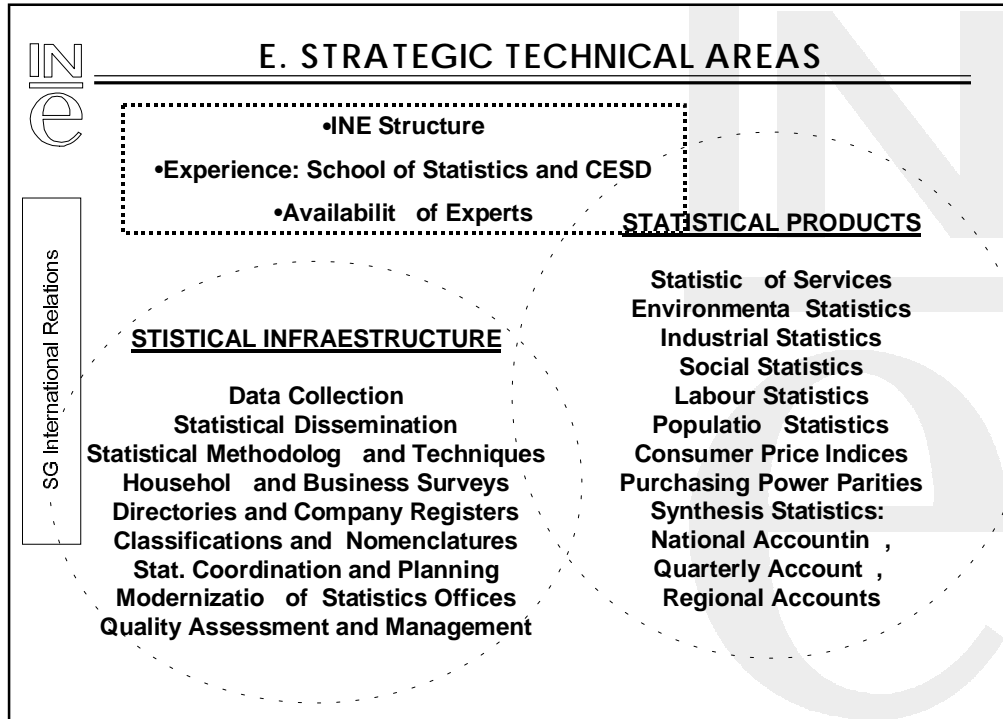 INe
E. STRATEGIC TECHNICAL AREAS
•INE Structure
•Experience: School of Statistics and CESD
•Availabilit of Experts
SG International Relations
STISTICAL INFRAESTRUCTURE
Data Collection
Statistical Dissemination
Statistical Methodolog and Techniques
Househol and Business Surveys
Directories and Company Registers
Classifications and Nomenclatures
Stat. Coordination and Planning
Modernizatio of Statistics Offices
Quality Assessment and Management
STATISTICAL PRODUCTS
Statistic of Services
Environmenta Statistics
Industrial Statistics
Social Statistics
Labour Statistics
Populatio Statistics
Consumer Price Indices
Purchasing Power Parities
Synthesis Statistics:
National Accountin ,
Quarterly Account ,
Regional Accounts